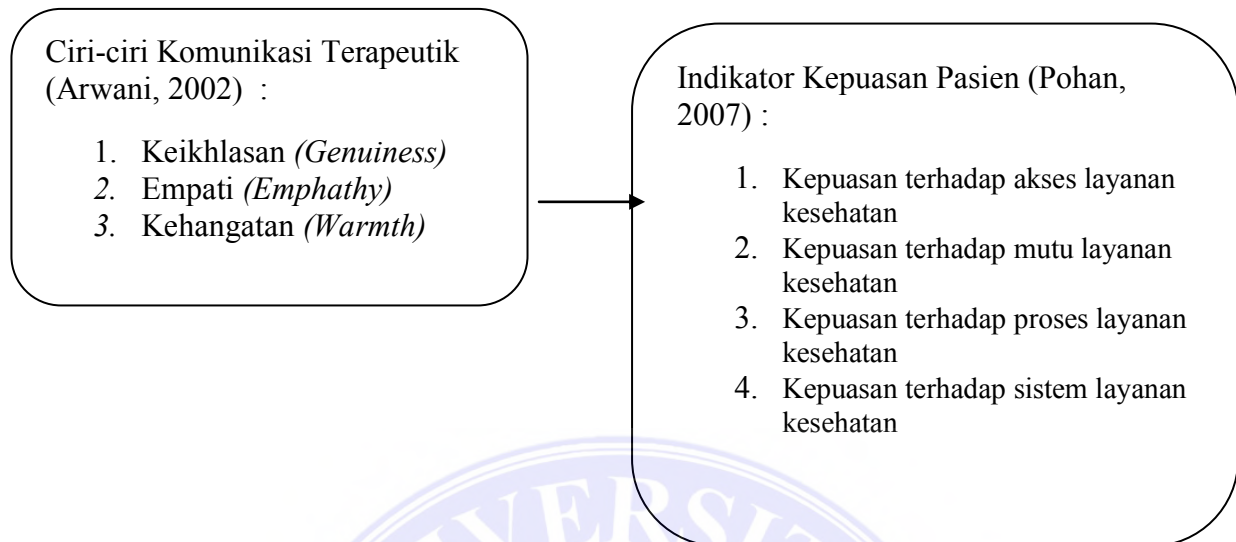 Ciri-ciri Komunikasi Terapeutik
(Arwani, 2002)  :
1. Keikhlasan (Genuiness)
2. Empati (Emphathy)
3. Kehangatan (Warmth)
Indikator Kepuasan Pasien (Pohan,
2007) :
1. Kepuasan terhadap akses layanan
kesehatan
2. Kepuasan terhadap mutu layanan
kesehatan
3. Kepuasan terhadap proses layanan
kesehatan
4. Kepuasan terhadap sistem layanan
kesehatan